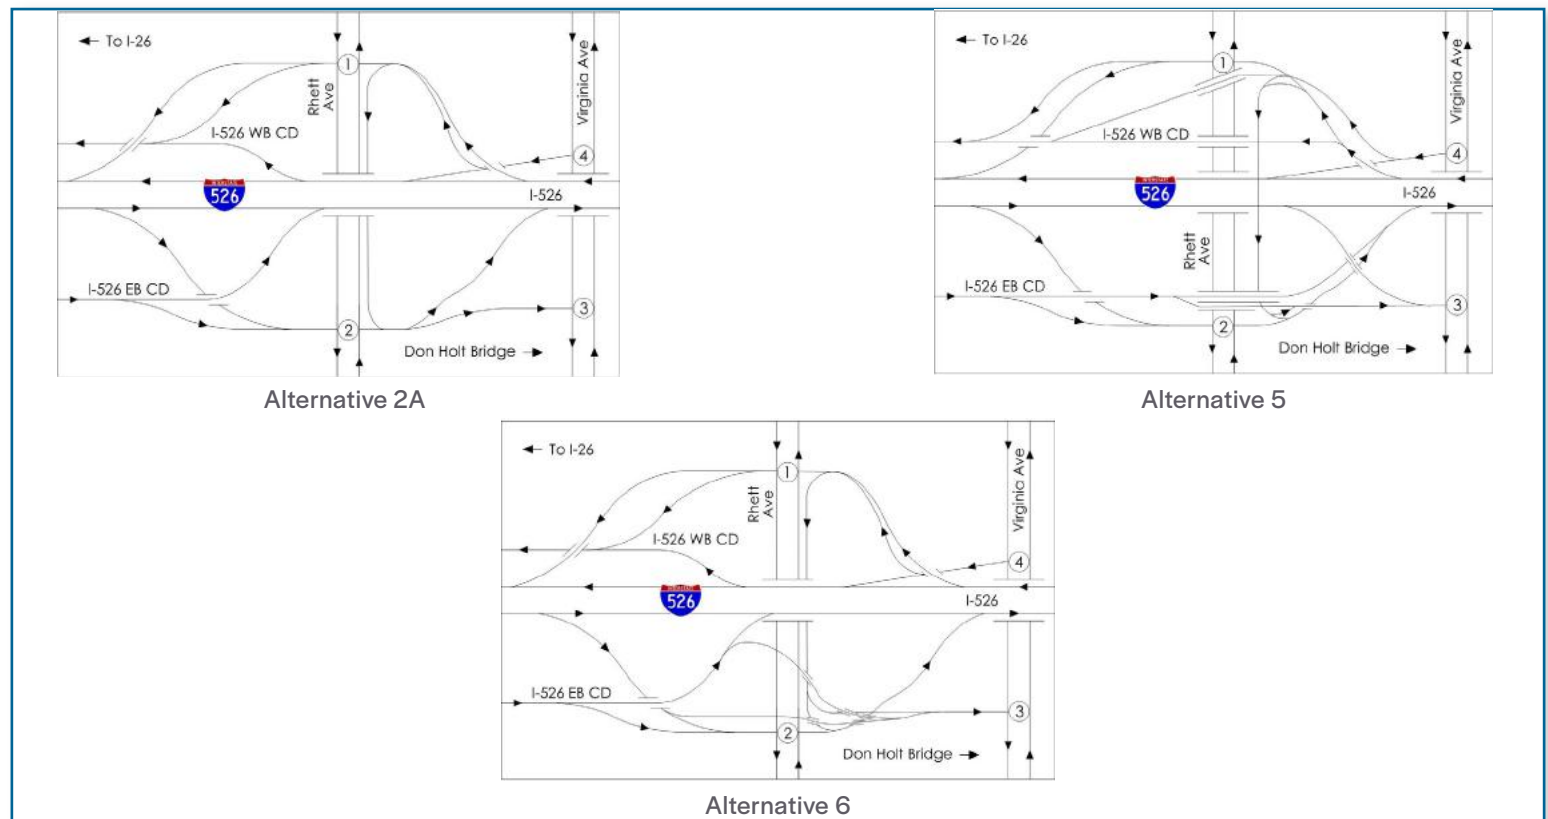 To I-26
Rhett
Ave
Virginia Ave
1
I-526 WB CD
4
526
I-526
I-526 EB CD
3
2
Don Holt Bridge
Alternative 2A
To I-26
1
Virginia Ave
I-526 WB CD
4
526
I-526
Rhett
Ave
I-526 EB CD
3
2
Don Holt Bridge
Alternative 5
To I-26
1
Rhett
Ave
Virginia Ave
I-526 WB CD
4
526
I-526
I-526 EB CD
3
2
Don Holt Bridge
Alternative 6